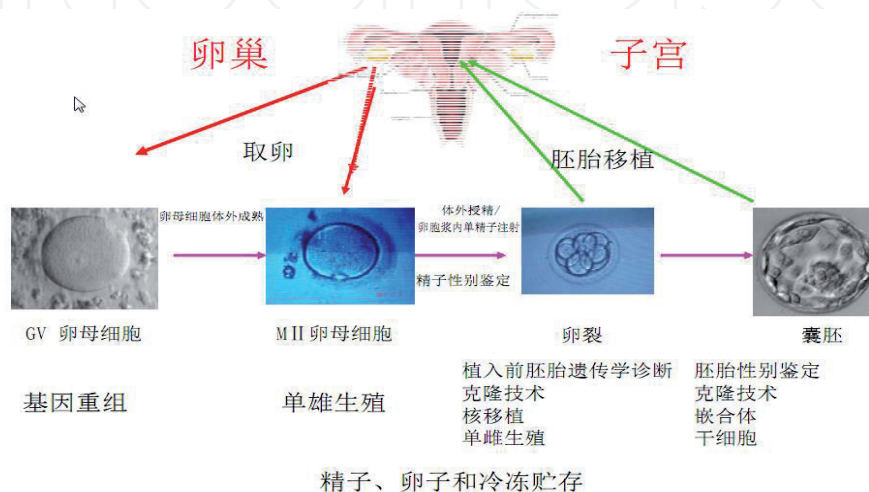 卵巢
子宫
取卵
胚胎移植
卵母细胞体外成熟
体外授精/
卵胞浆内单精子注射
精子性别鉴定
GV 卵母细胞
MII 卵母细胞
卵裂
囊胚
基因重组
单雄生殖
植入前胚胎遗传学诊断
克隆技术
核移植
单雌生殖
胚胎性别鉴定
克隆技术
嵌合体
干细胞
精子、卵子和冷冻贮存